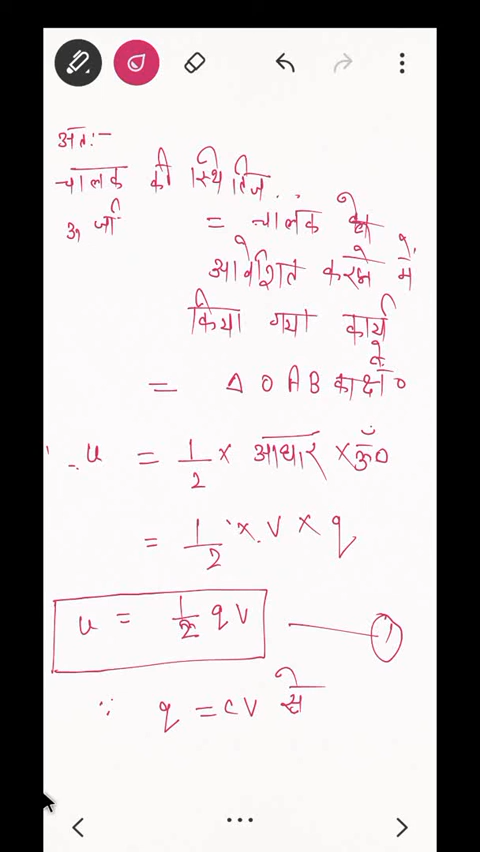 अतः-
चालक की स्थितिज
ऊर्जा = चालक को
आवेशित करने में
किया गया कार्य
= Δ O A B का क्षे०
∴ u = 1/2 × आधार × ऊँ०
= 1/2 × V × q
u = 1/2 qV —— 1
∵ q = CV से